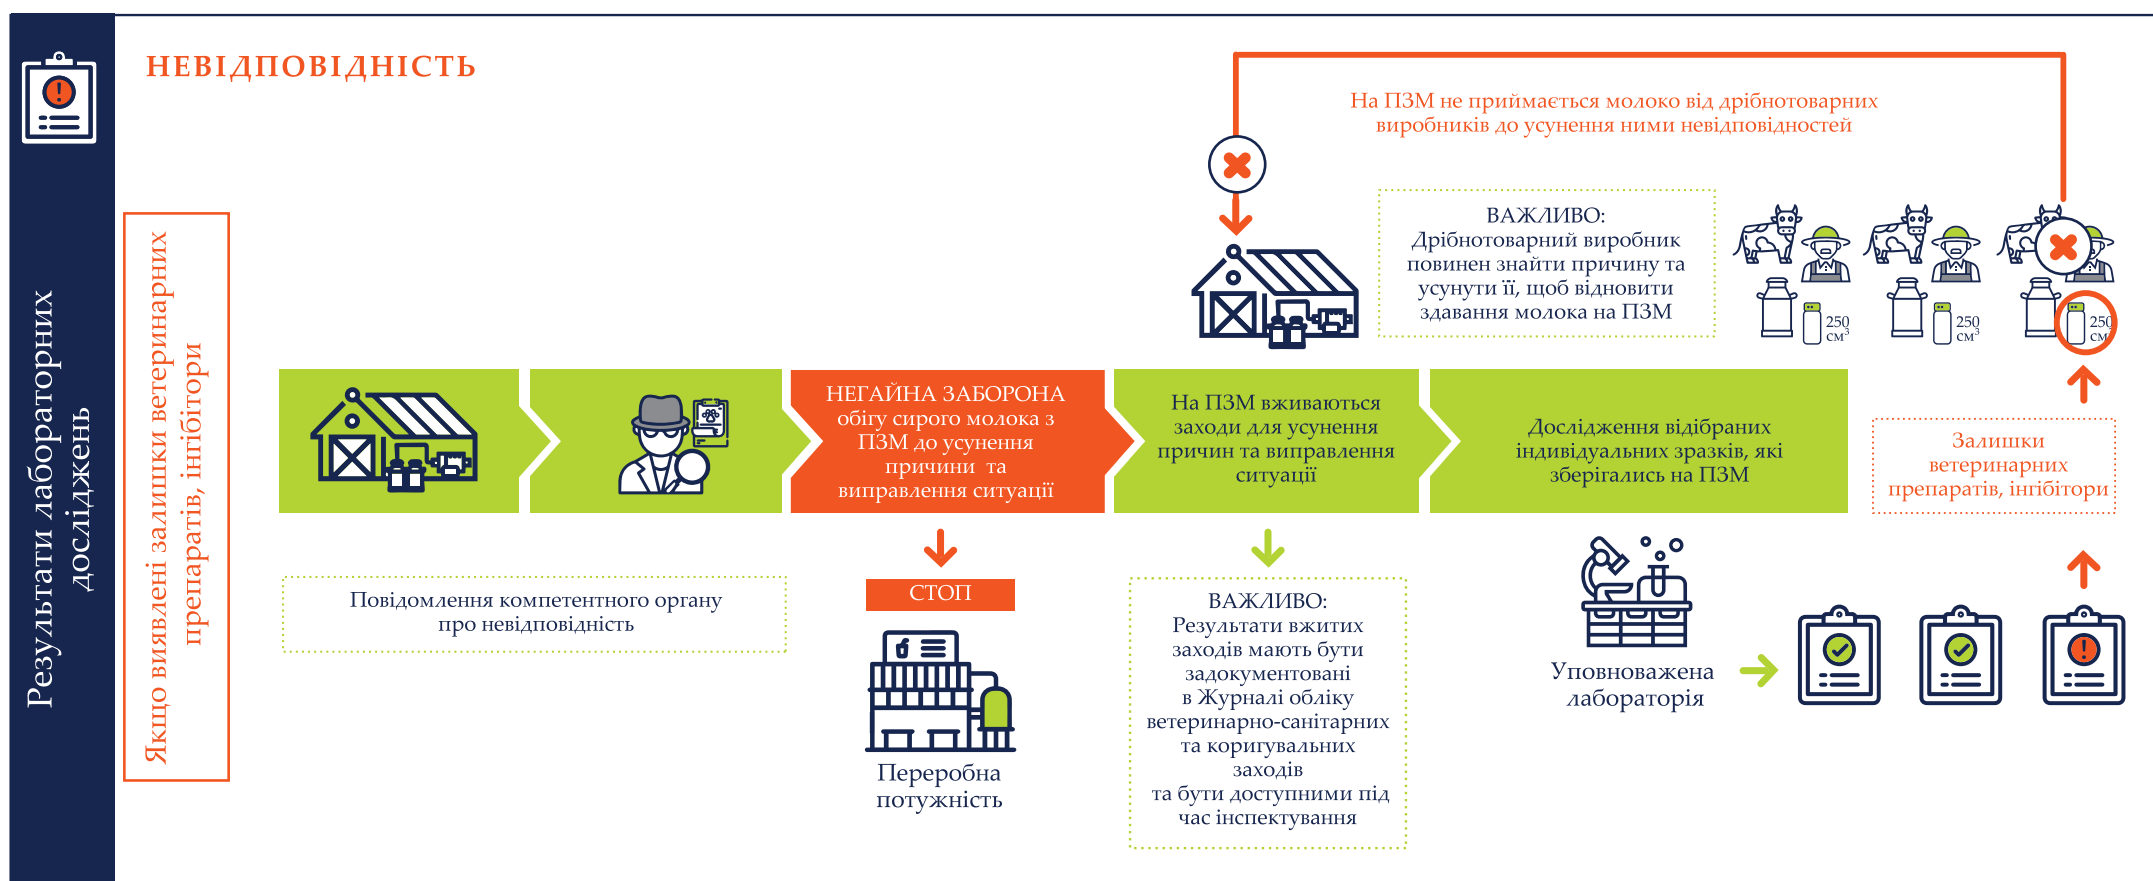 Результати лабораторних
досліджень
НЕВІДПОВІДНІСТЬ
Якщо виявлені залишки ветеринарних
препаратів, інгібітори
На ПЗМ не приймається молоко від дрібнотоварних
виробників до усунення ними невідповідностей
ВАЖЛИВО:
Дрібнотоварний виробник
повинен знайти причину та
усунути її, щоб відновити
здавання молока на ПЗМ
250
см³
250
см³
250
см³
НЕГАЙНА ЗАБОРОНА
обігу сирого молока з
ПЗМ до усунення
причини та
виправлення ситуації
На ПЗМ вживаються
заходи для усунення
причин та виправлення
ситуації
Дослідження відібраних
індивідуальних зразків, які
зберігались на ПЗМ
Залишки
ветеринарних
препаратів, інгібітори
Повідомлення компетентного органу
про невідповідність
СТОП
Переробна
потужність
ВАЖЛИВО:
Результати вжитих
заходів мають бути
задокументовані
в Журналі обліку
ветеринарно-санітарних
та коригувальних
заходів
та бути доступними під
час інспектування
Уповноважена
лабораторія